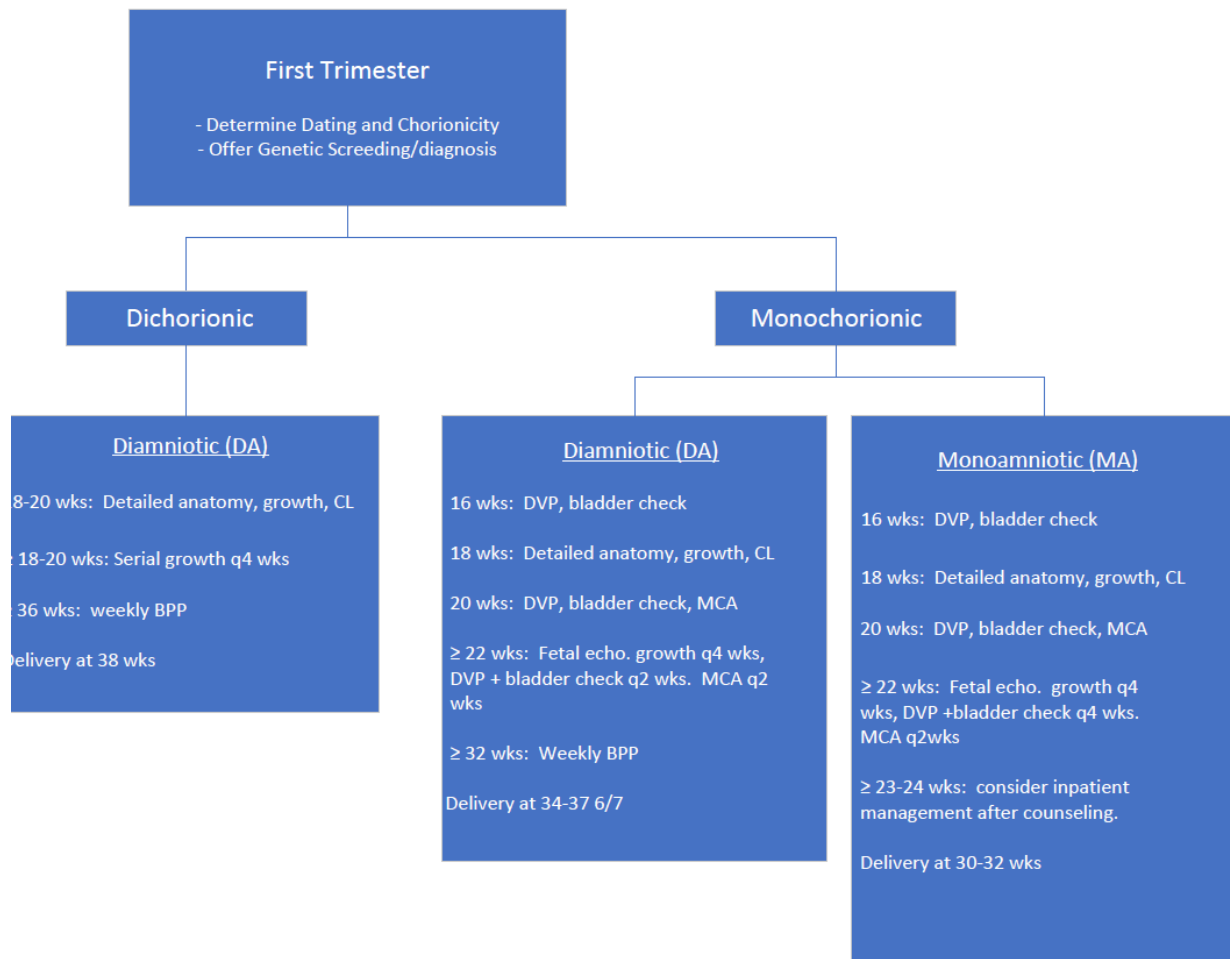 First Trimester
- Determine Dating and Chorionicity
- Offer Genetic Screeding/diagnosis
Dichorionic
Monochorionic
Diamniotic (DA)
8-20 wks: Detailed anatomy, growth, CL
18-20 wks: Serial growth q4 wks
36 wks: weekly BPP
elivery at 38 wks
Diamniotic (DA)
16 wks: DVP, bladder check
18 wks: Detailed anatomy, growth, CL
20 wks: DVP, bladder check, MCA
≥ 22 wks: Fetal echo. growth q4 wks,
DVP + bladder check q2 wks. MCA q2
wks
≥ 32 wks: Weekly BPP
Delivery at 34-37 6/7
Monoamniotic (MA)
16 wks: DVP, bladder check
18 wks: Detailed anatomy, growth, CL
20 wks: DVP, bladder check, MCA
≥ 22 wks: Fetal echo. growth q4
wks, DVP +bladder check q4 wks.
MCA q2wks
≥ 23-24 wks: consider inpatient
management after counseling.
Delivery at 30-32 wks